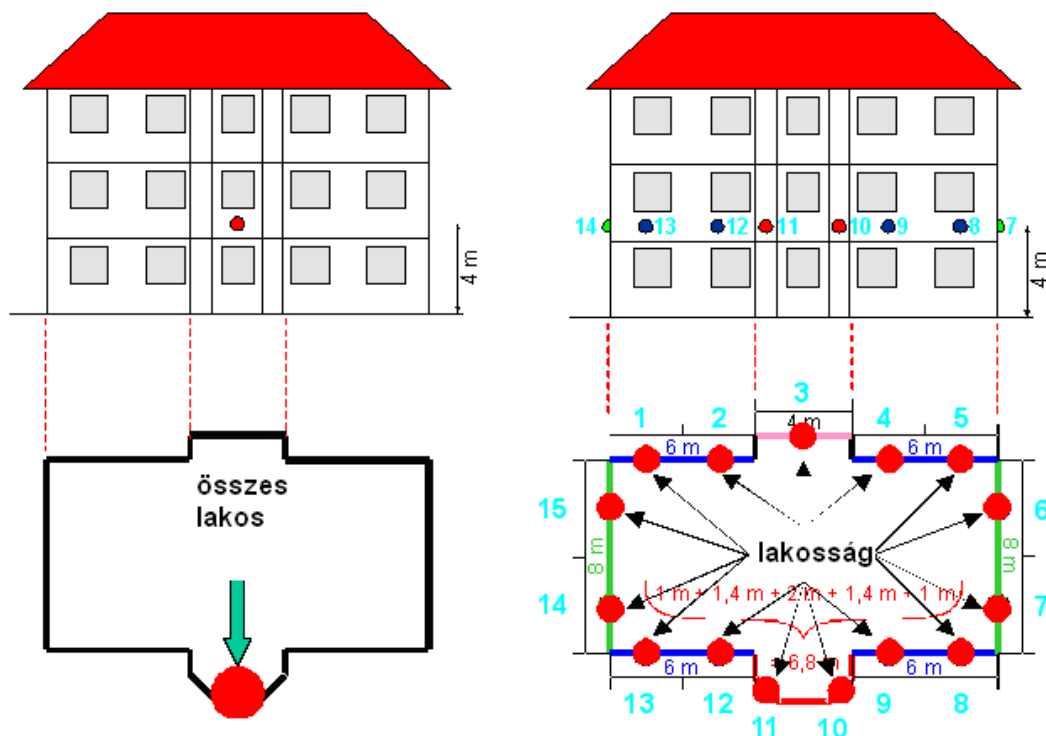 4 m
14 13 12 11 10 9 8 7
4 m
összes
lakos
3
1 2 4 m 4 5
6 m 6 m
15 6
lakosság
8 m 8 m
1 m + 1,4 m + 2 m + 1,4 m + 1 m
14 7
= 6,8 m
6 m 6 m
13 12 9 8
11 10